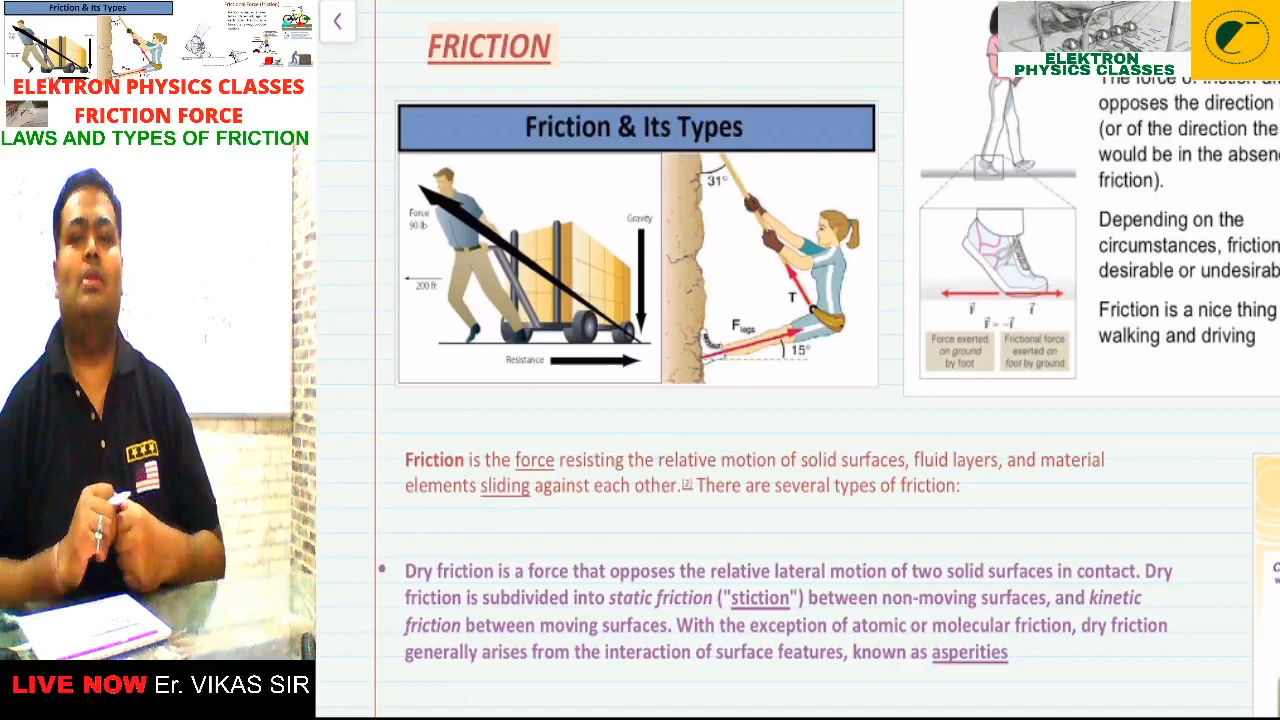 Friction & Its Types
Frictional Force (friction)
ELEKTRON PHYSICS CLASSES
FRICTION FORCE
LAWS AND TYPES OF FRICTION
LIVE NOW Er. VIKAS SIR
FRICTION
Friction & Its Types
Force
90 lb
Gravity
200 ft
Resistance
31°
T
F legs
15°
ELEKTRON
PHYSICS CLASSES
opposes the direction
(or of the direction the
would be in the absen
friction).
Depending on the
circumstances, friction
desirable or undesirab
Friction is a nice thing
walking and driving
Force exerted
on ground
by foot
Frictional force
exerted on
foot by ground
Friction is the force resisting the relative motion of solid surfaces, fluid layers, and material
elements sliding against each other.[2] There are several types of friction:
• Dry friction is a force that opposes the relative lateral motion of two solid surfaces in contact. Dry
friction is subdivided into static friction ("stiction") between non-moving surfaces, and kinetic
friction between moving surfaces. With the exception of atomic or molecular friction, dry friction
generally arises from the interaction of surface features, known as asperities